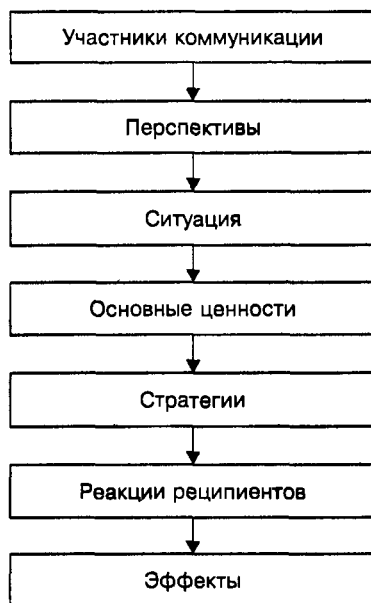 Участники коммуникации
Перспективы
Ситуация
Основные ценности
Стратегии
Реакции реципиентов
Эффекты